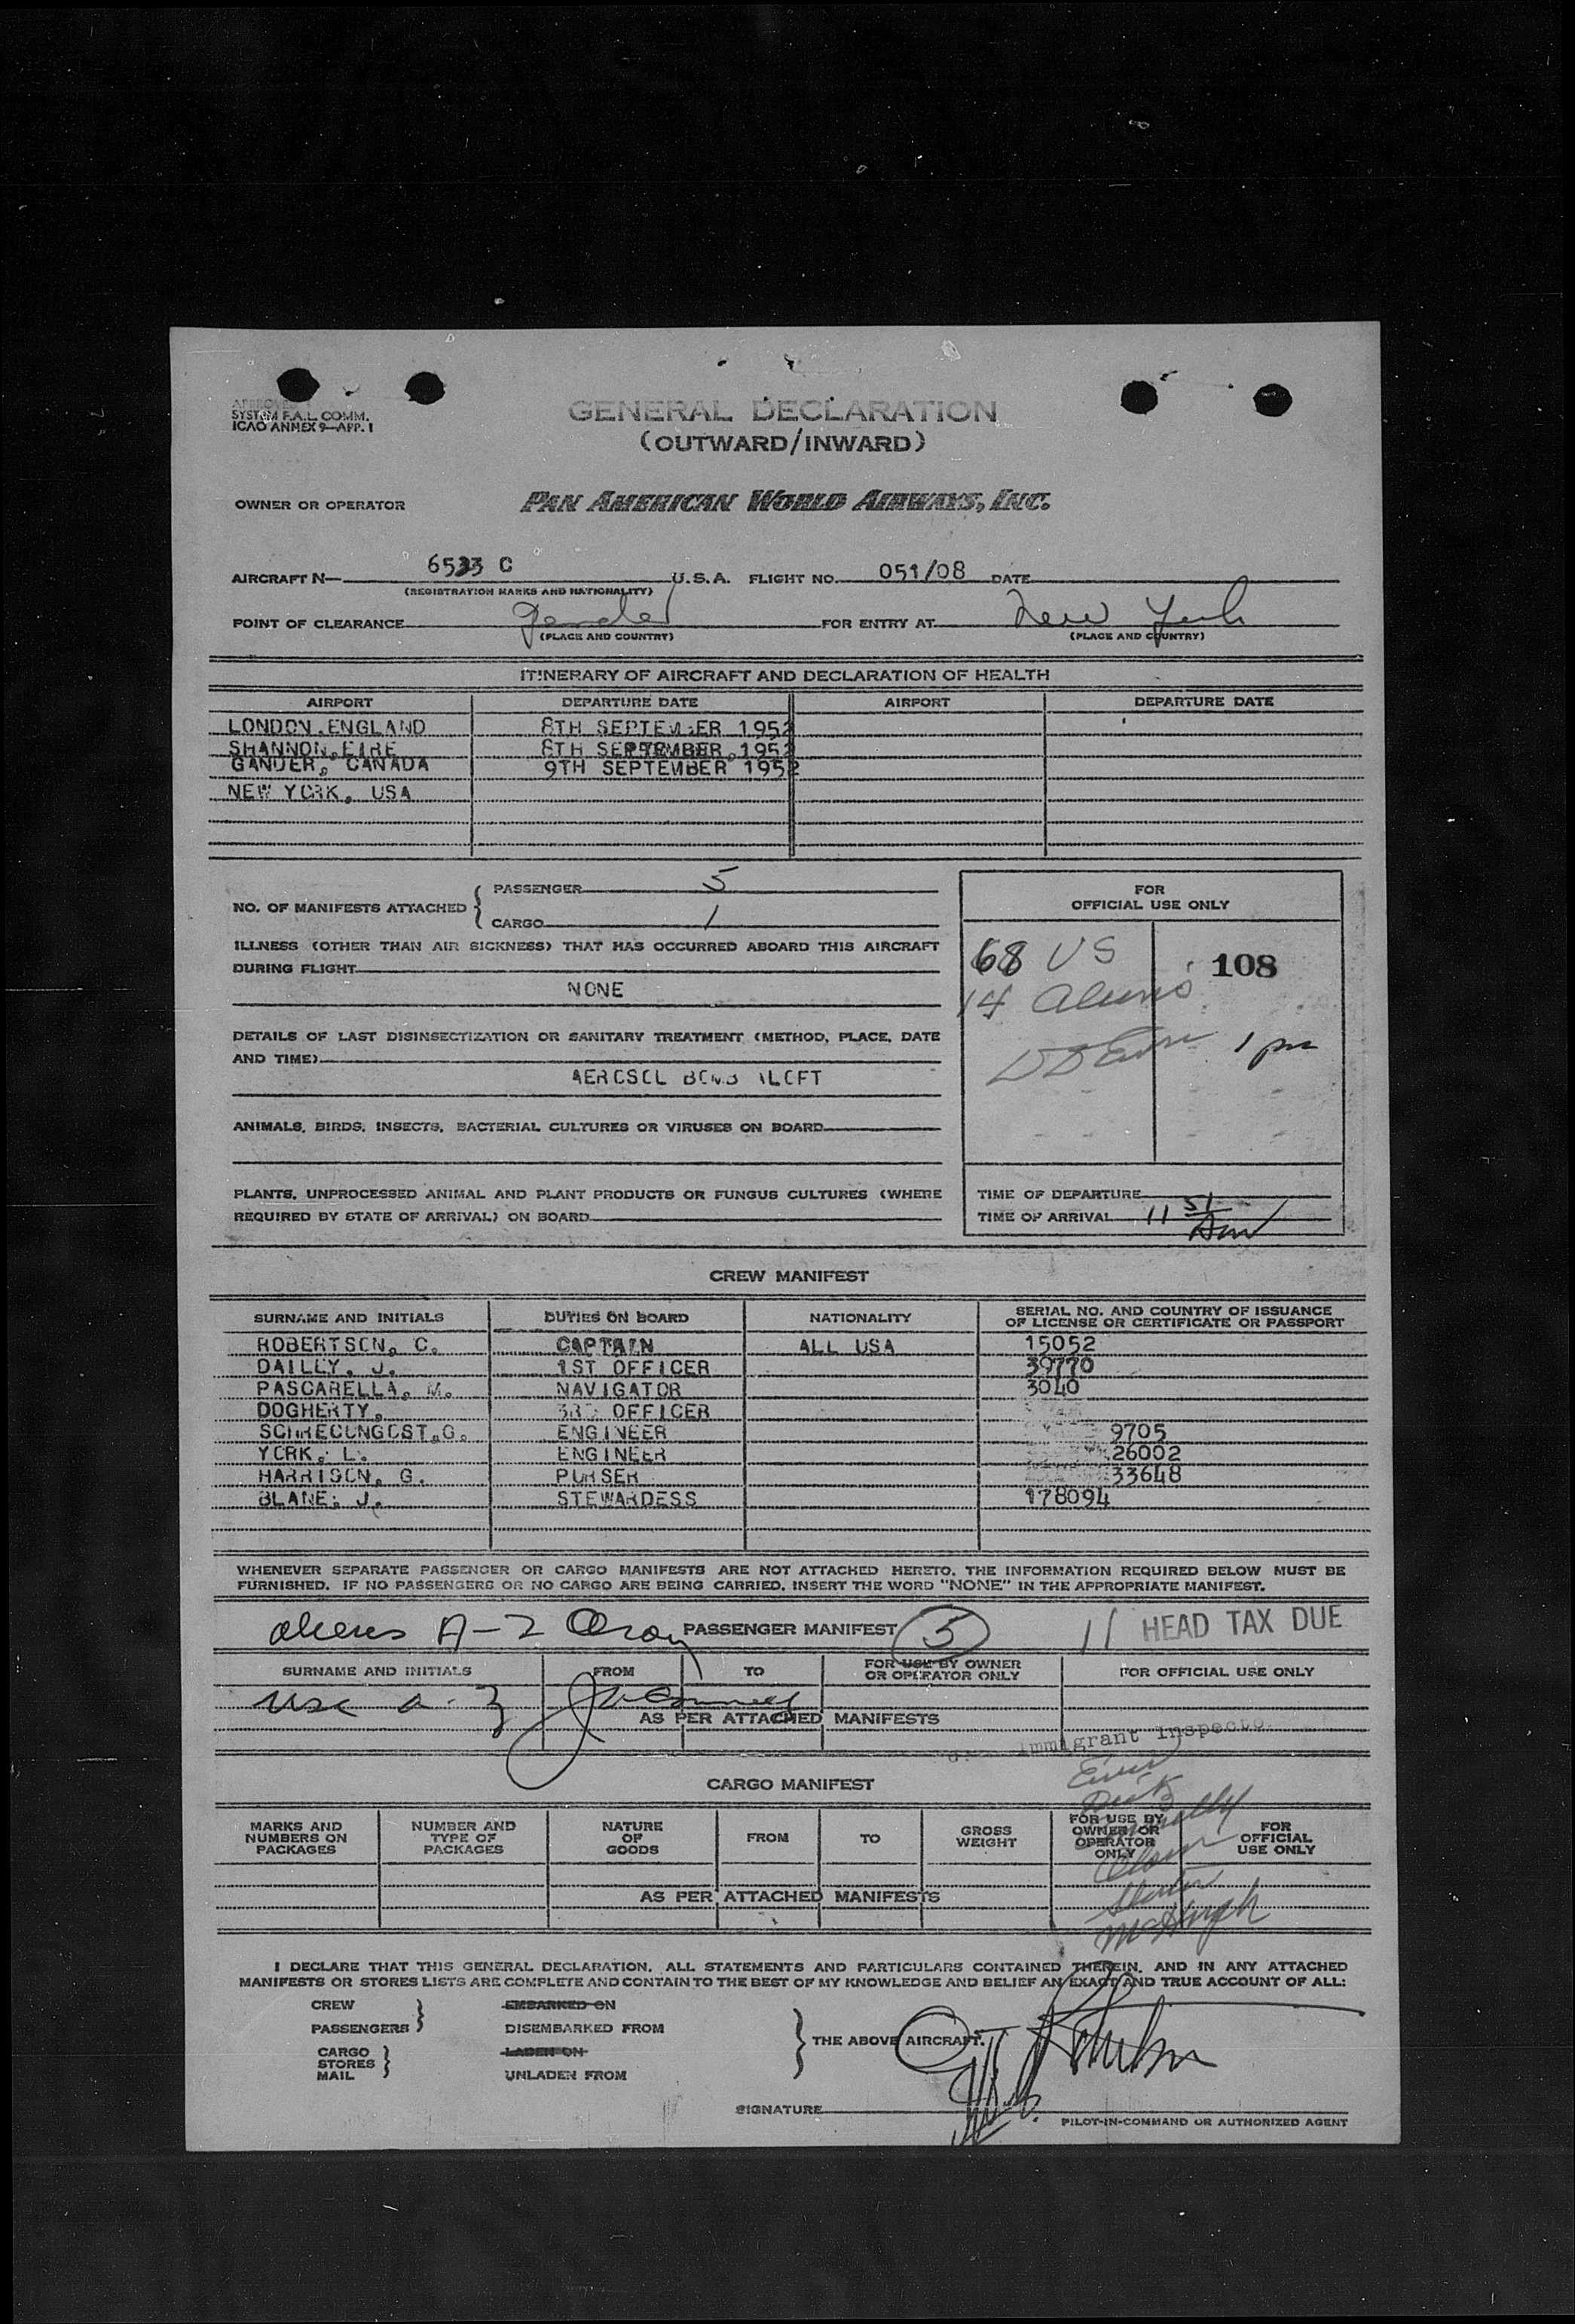 APPROVED
SYSTEM F.A.L. COMM.
ICAO ANNEX 9—APP. 1
GENERAL DECLARATION
(OUTWARD/INWARD)
OWNER OR OPERATOR PAN AMERICAN WORLD AIRWAYS, INC.
AIRCRAFT N— 6533 C U.S.A. FLIGHT NO. 051/08 DATE
(REGISTRATION MARKS AND NATIONALITY)
POINT OF CLEARANCE Gander FOR ENTRY AT New York
(PLACE AND COUNTRY) (PLACE AND COUNTRY)
ITINERARY OF AIRCRAFT AND DECLARATION OF HEALTH
AIRPORT DEPARTURE DATE AIRPORT DEPARTURE DATE
LONDON.ENGLAND 8TH SEPTEMBER 1952
SHANNON.EIRE 8TH SEPTEMBER.1952
GANDER, CANADA 9TH SEPTEMBER 1952
NEW YORK, USA
NO. OF MANIFESTS ATTACHED PASSENGER 5
CARGO 1
FOR
OFFICIAL USE ONLY
ILLNESS (OTHER THAN AIR SICKNESS) THAT HAS OCCURRED ABOARD THIS AIRCRAFT
DURING FLIGHT
NONE
68 US 108
14 aliens
1 pm
DETAILS OF LAST DISINSECTIZATION OR SANITARY TREATMENT (METHOD, PLACE, DATE
AND TIME)
AEROSOL BOMB ALOFT
ANIMALS, BIRDS, INSECTS, BACTERIAL CULTURES OR VIRUSES ON BOARD
PLANTS, UNPROCESSED ANIMAL AND PLANT PRODUCTS OR FUNGUS CULTURES (WHERE
REQUIRED BY STATE OF ARRIVAL) ON BOARD
TIME OF DEPARTURE
TIME OF ARRIVAL 11 51 Am
CREW MANIFEST
SURNAME AND INITIALS DUTIES ON BOARD NATIONALITY SERIAL NO. AND COUNTRY OF ISSUANCE
OF LICENSE OR CERTIFICATE OR PASSPORT
ROBERTSON, C. CAPTAIN ALL USA 15052
DAILEY, J. 1ST OFFICER 39770
PASCARELLA, M. NAVIGATOR 3040
DOGHERTY, 3RD OFFICER
SCHRECONGOST,G. ENGINEER 9705
YORK, L. ENGINEER 26002
HARRISON, G. PURSER 33648
BLANE, J. STEWARDESS 178094
WHENEVER SEPARATE PASSENGER OR CARGO MANIFESTS ARE NOT ATTACHED HERETO, THE INFORMATION REQUIRED BELOW MUST BE
FURNISHED. IF NO PASSENGERS OR NO CARGO ARE BEING CARRIED, INSERT THE WORD "NONE" IN THE APPROPRIATE MANIFEST.
aliens A-2 PASSENGER MANIFEST 5 11 HEAD TAX DUE
SURNAME AND INITIALS FROM TO FOR USE BY OWNER
OR OPERATOR ONLY FOR OFFICIAL USE ONLY
usc a-3
AS PER ATTACHED MANIFESTS
Immigrant Inspector
CARGO MANIFEST
MARKS AND
NUMBERS ON
PACKAGES NUMBER AND
TYPE OF
PACKAGES NATURE
OF
GOODS FROM TO GROSS
WEIGHT FOR USE BY
OWNER OR
OPERATOR
ONLY FOR
OFFICIAL
USE ONLY
AS PER ATTACHED MANIFESTS
I DECLARE THAT THIS GENERAL DECLARATION, ALL STATEMENTS AND PARTICULARS CONTAINED THEREIN, AND IN ANY ATTACHED
MANIFESTS OR STORES LISTS ARE COMPLETE AND CONTAIN TO THE BEST OF MY KNOWLEDGE AND BELIEF AN EXACT AND TRUE ACCOUNT OF ALL:
CREW EMBARKED ON
PASSENGERS DISEMBARKED FROM
THE ABOVE AIRCRAFT.
CARGO LADEN ON
STORES
MAIL UNLADEN FROM
SIGNATURE
PILOT-IN-COMMAND OR AUTHORIZED AGENT